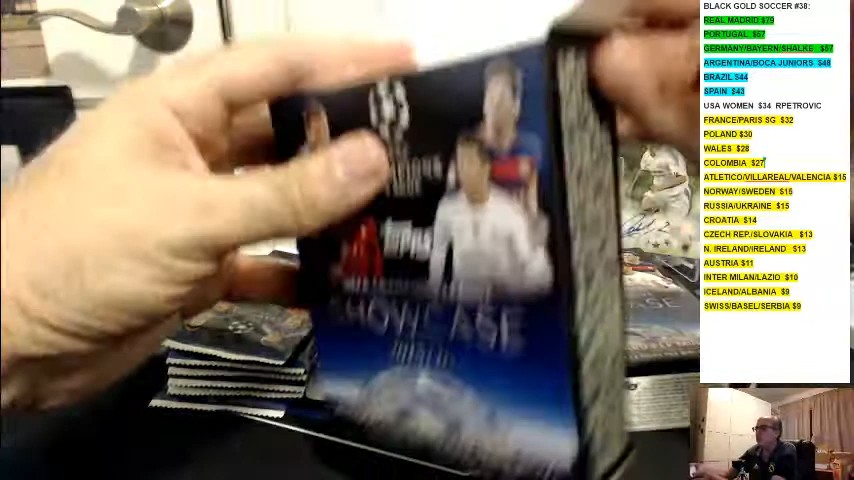 BLACK GOLD SOCCER #38:
REAL MADRID $79
PORTUGAL $67
GERMANY/BAYERN/SHALKE $57
ARGENTINA/BOCA JUNIORS $48
BRAZIL $44
SPAIN $43
USA WOMEN $34 RPETROVIC
FRANCE/PARIS SG $32
POLAND $30
WALES $28
COLOMBIA $27
ATLETICO/VILLAREAL/VALENCIA $15
NORWAY/SWEDEN $15
RUSSIA/UKRAINE $15
CROATIA $14
CZECH REP./SLOVAKIA $13
N. IRELAND/IRELAND $13
AUSTRIA $11
INTER MILAN/LAZIO $10
ICELAND/ALBANIA $9
SWISS/BASEL/SERBIA $9
topps
SHOWCASE